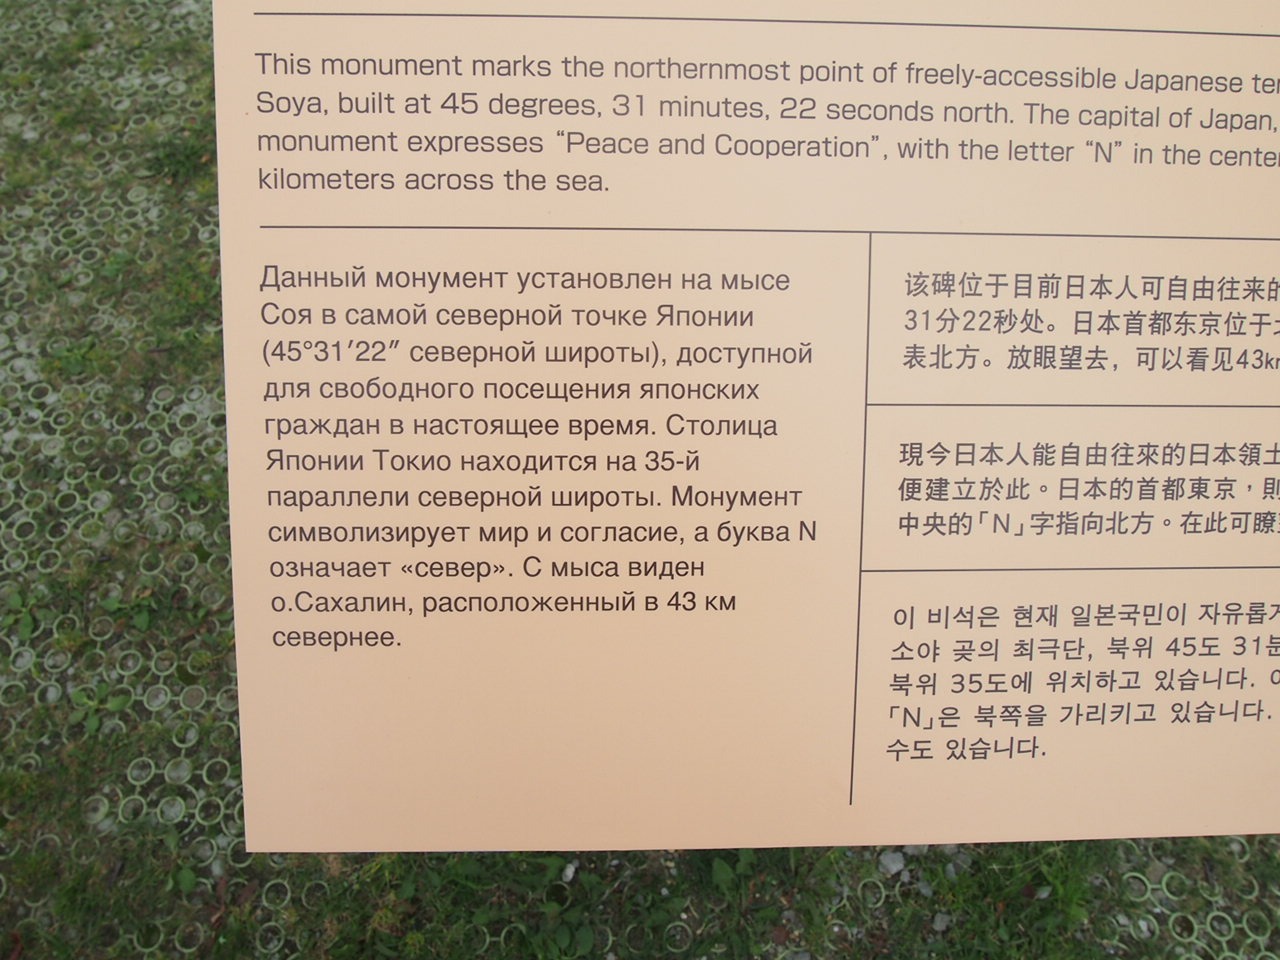 This monument marks the northernmost point of freely-accessible Japanese
Soya, built at 45 degrees, 31 minutes, 22 seconds north. The capital of Japan,
monument expresses “Peace and Cooperation”, with the letter “N” in the center
kilometers across the sea.
Данный монумент установлен на мысе
Соя в самой северной точке Японии
(45°31′22″ северной широты), доступной
для свободного посещения японских
граждан в настоящее время. Столица
Японии Токио находится на 35-й
параллели северной широты. Монумент
символизирует мир и согласие, а буква N
означает «север». С мыса виден
о.Сахалин, расположенный в 43 км
севернее.
该碑位于目前日本人可自由往来的
31分22秒处。日本首都东京位于
表北方。放眼望去，可以看见43km
現今日本人能自由往來的日本領土
便建立於此。日本的首都東京，則
中央的「N」字指向北方。在此可瞭望
이 비석은 현재 일본국민이 자유롭게
소야 곶의 최극단, 북위 45도 31분
북위 35도에 위치하고 있습니다.
「N」은 북쪽을 가리키고 있습니다.
수도 있습니다.